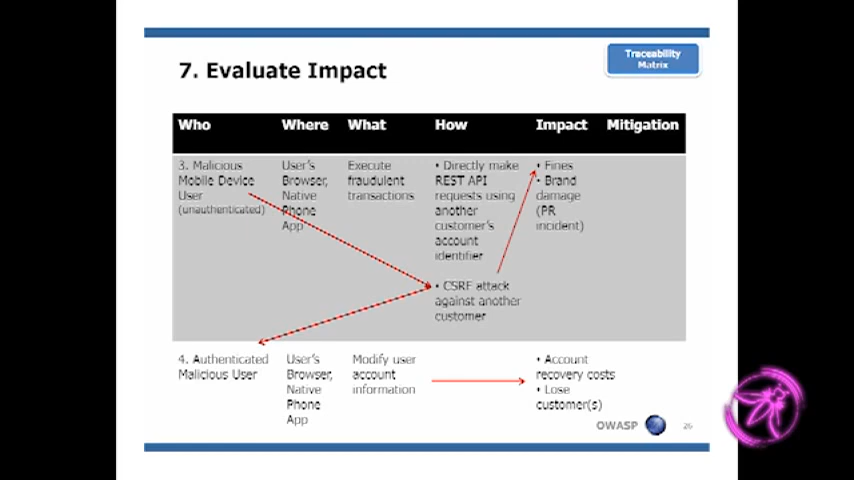 Traceability
Matrix
7. Evaluate Impact
Who Where What How Impact Mitigation
3. Malicious
Mobile Device
User
(unauthenticated)
User's
Browser,
Native
Phone
App
Execute
fraudulent
transactions
• Directly make
REST API
requests using
another
customer's
account
identifier
• CSRF attack
against another
customer
• Fines
• Brand
damage
(PR
incident)
4. Authenticated
Malicious User
User's
Browser,
Native
Phone
App
Modify user
account
information
• Account
recovery costs
• Lose
customer(s)
OWASP
26